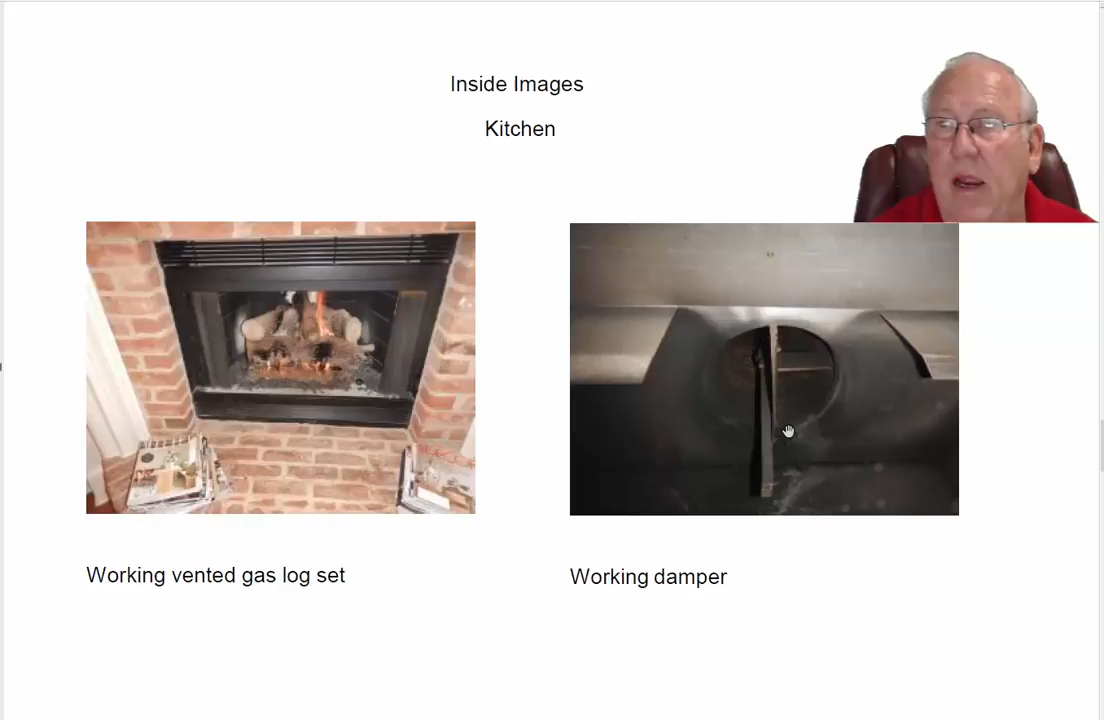 Inside Images
Kitchen
Working vented gas log set
Working damper